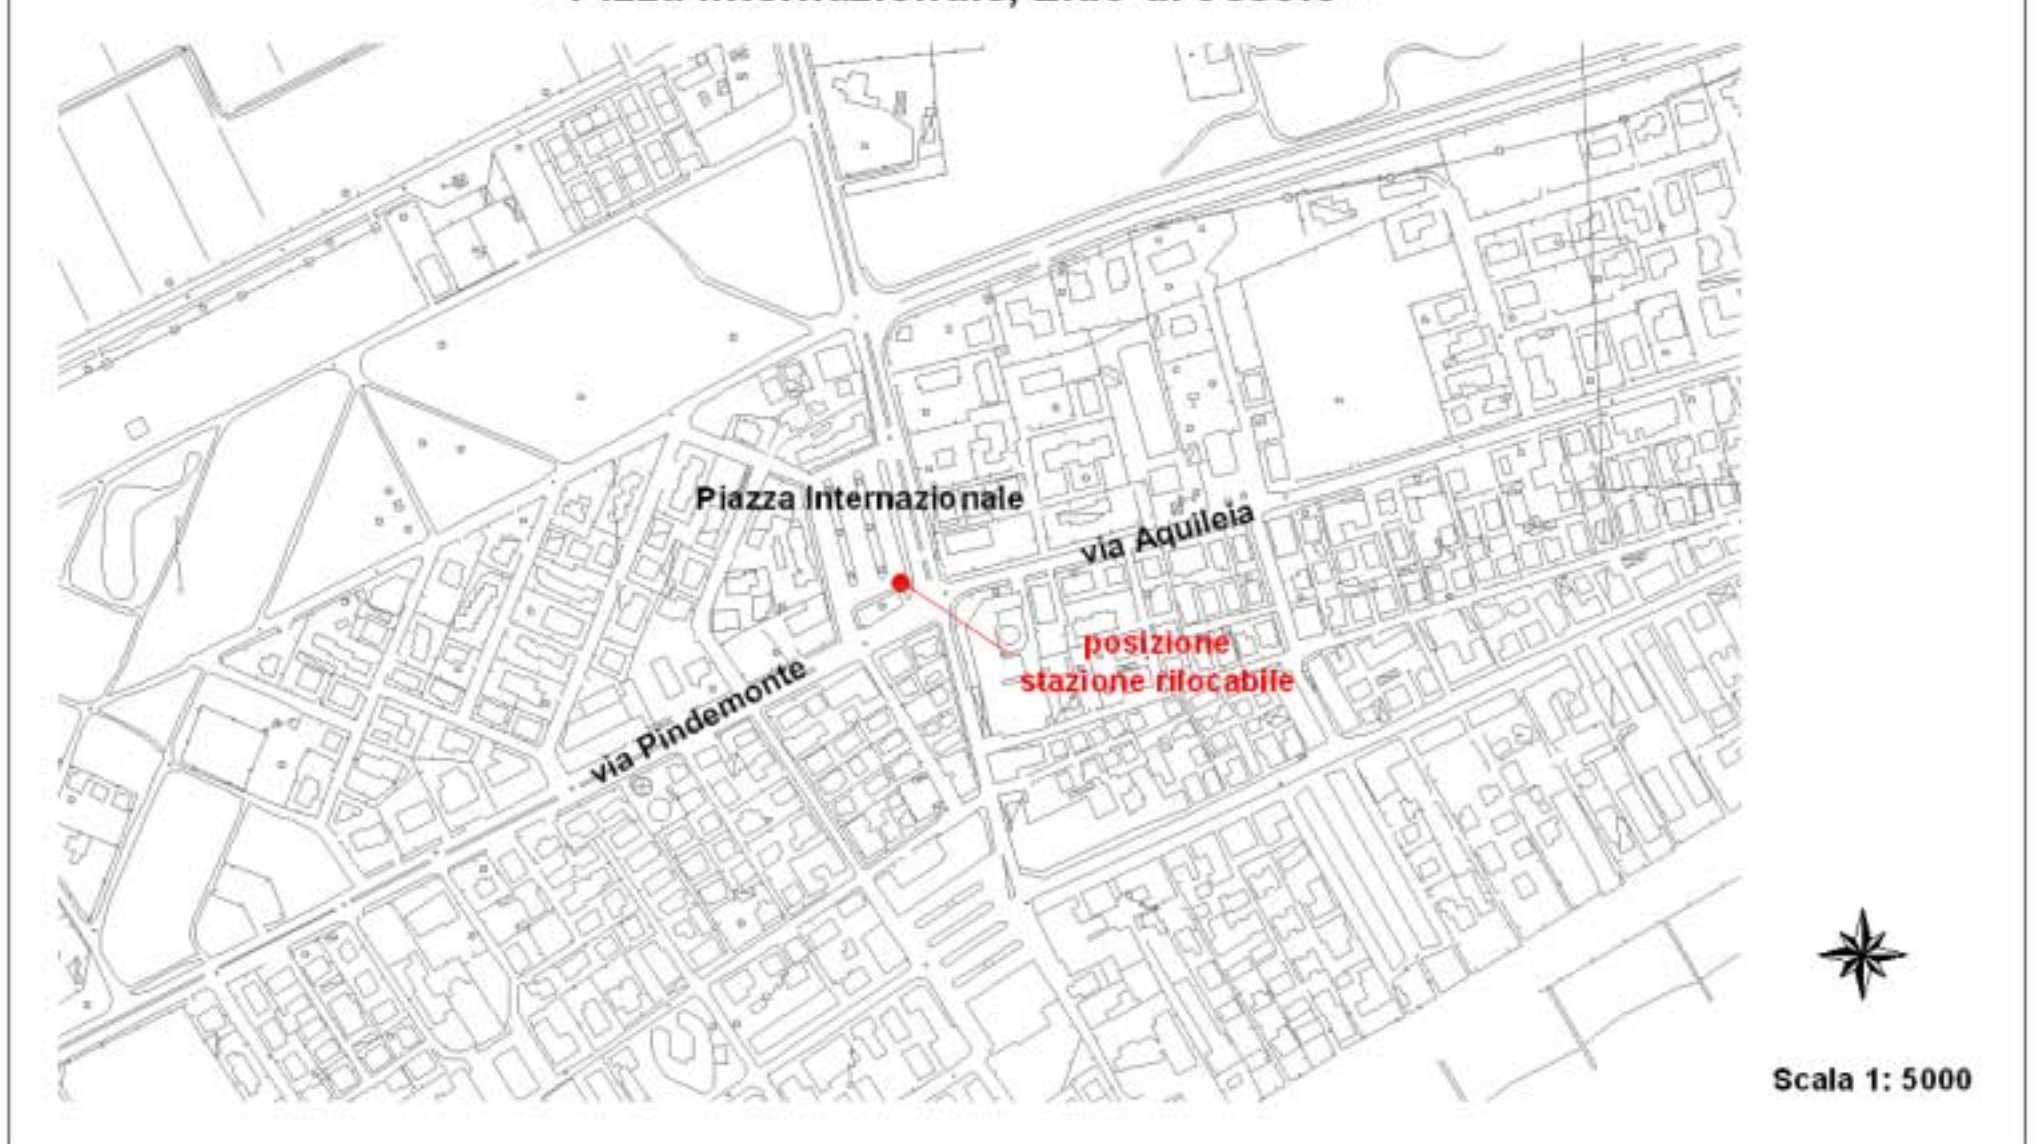 Piazza Internazionale
via Aquileia
posizione
stazione rilocabile
via Pindemonte
Scala 1: 5000